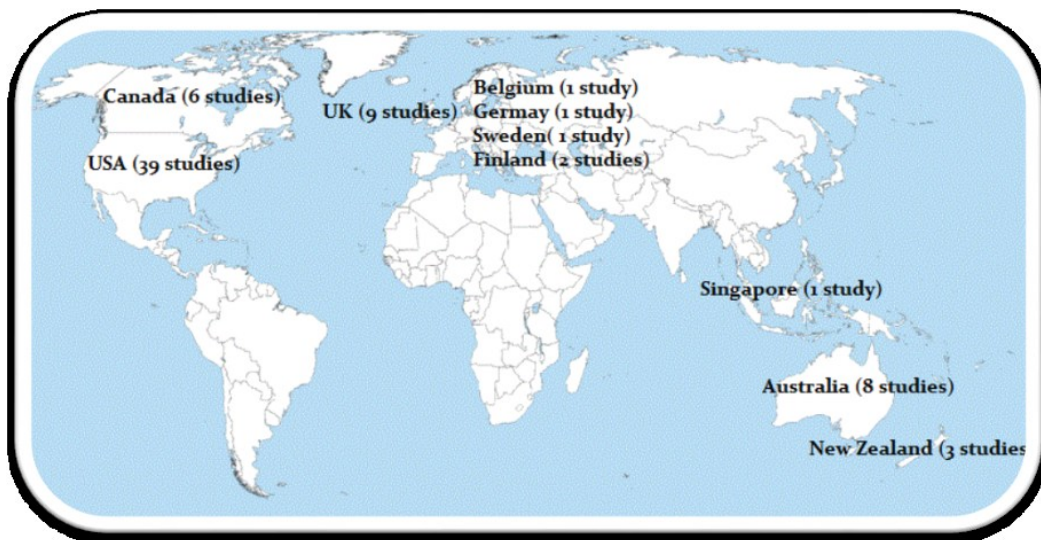 Canada (6 studies)
UK (9 studies)
Belgium (1 study)
Germay (1 study)
Sweden( 1 study)
Finland (2 studies)
USA (39 studies)
Singapore (1 study)
Australia (8 studies)
New Zealand (3 studies